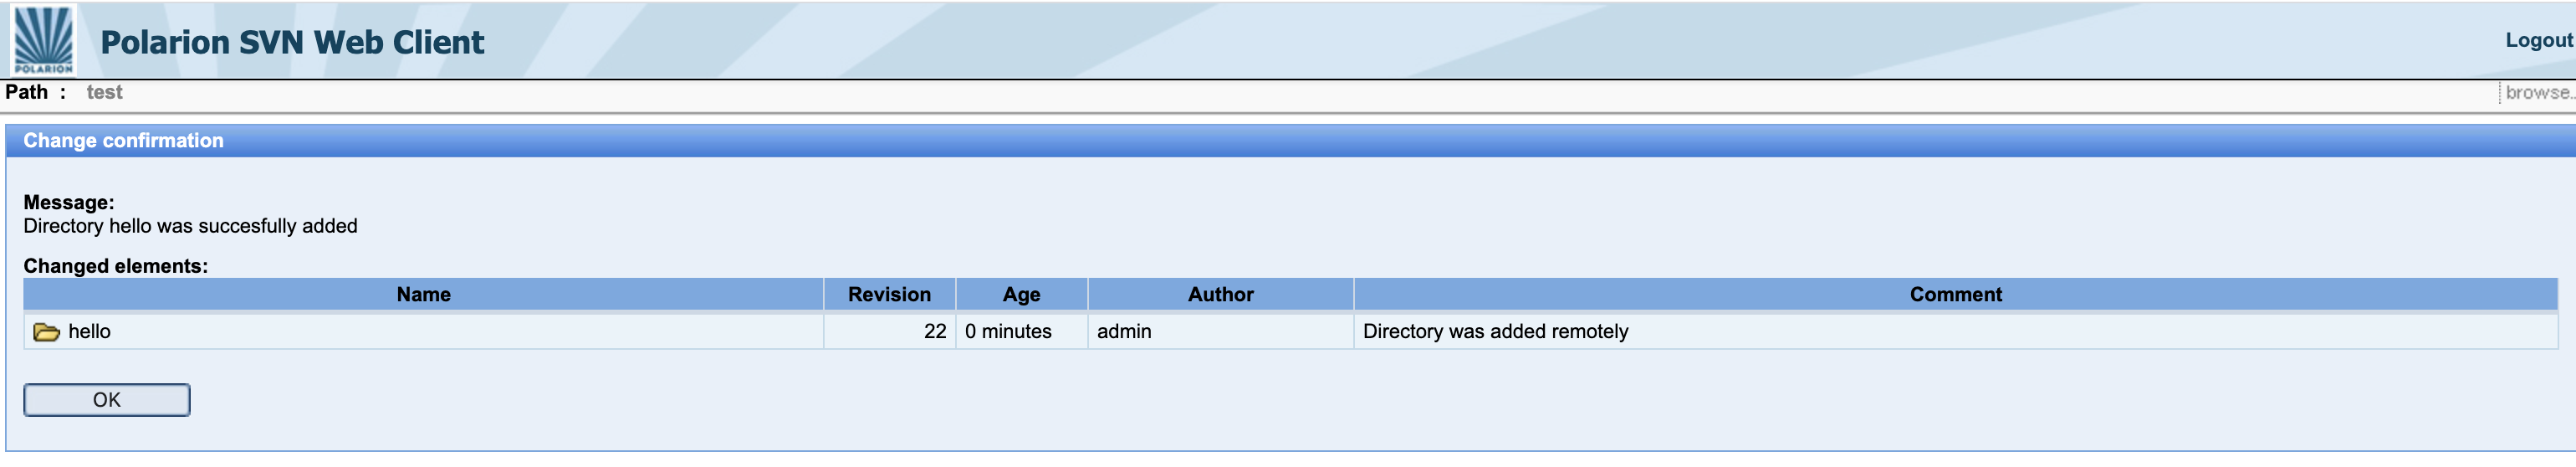 POLARION
Polarion SVN Web Client
Logout
Path : test
browse..
Change confirmation
Message:
Directory hello was succesfully added
Changed elements:
Name Revision Age Author Comment
hello 22 0 minutes admin Directory was added remotely
OK